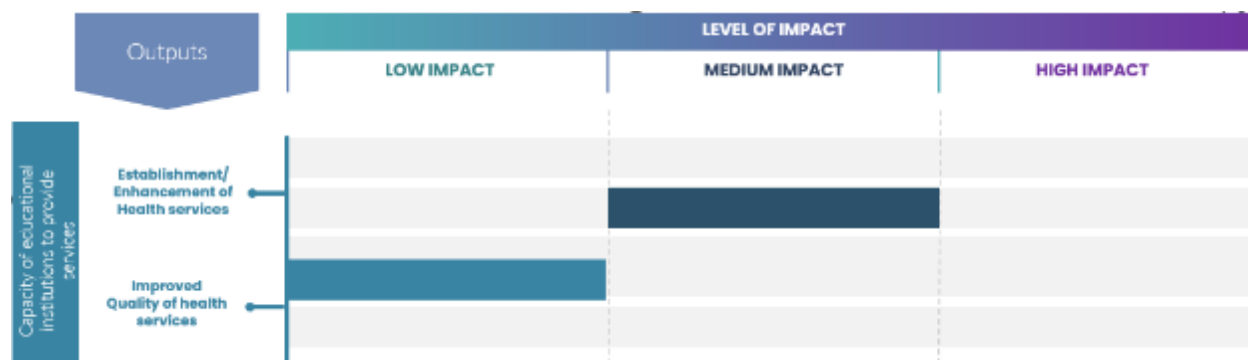 Outputs
LEVEL OF IMPACT
LOW IMPACT
MEDIUM IMPACT
HIGH IMPACT
Capacity of educational
institutions to provide
services
Establishment/
Enhancement of
Health services
Improved
Quality of health
services